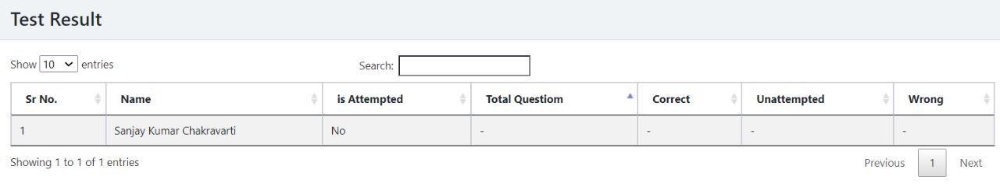 Test Result
Show 10 entries Search:
Sr No. Name is Attempted Total Questiom Correct Unattempted Wrong
1 Sanjay Kumar Chakravarti No - - - -
Showing 1 to 1 of 1 entries Previous 1 Next